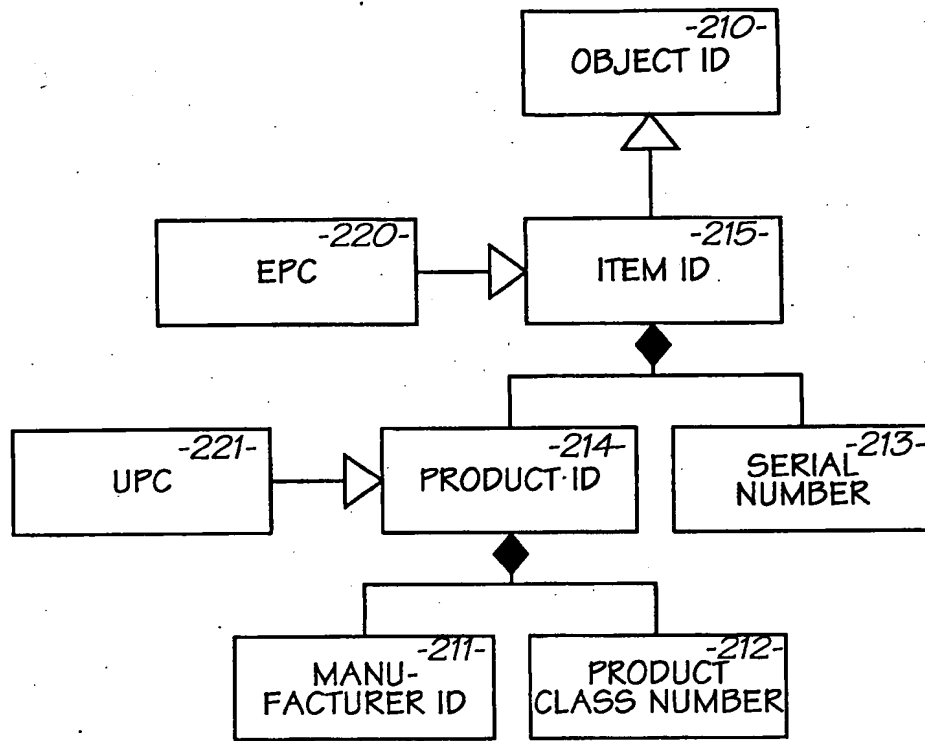 -210-
OBJECT ID
-220-
EPC
-215-
ITEM ID
-221-
UPC
-214-
PRODUCT ID
-213-
SERIAL
NUMBER
-211-
MANU-
FACTURER ID
-212-
PRODUCT
CLASS NUMBER